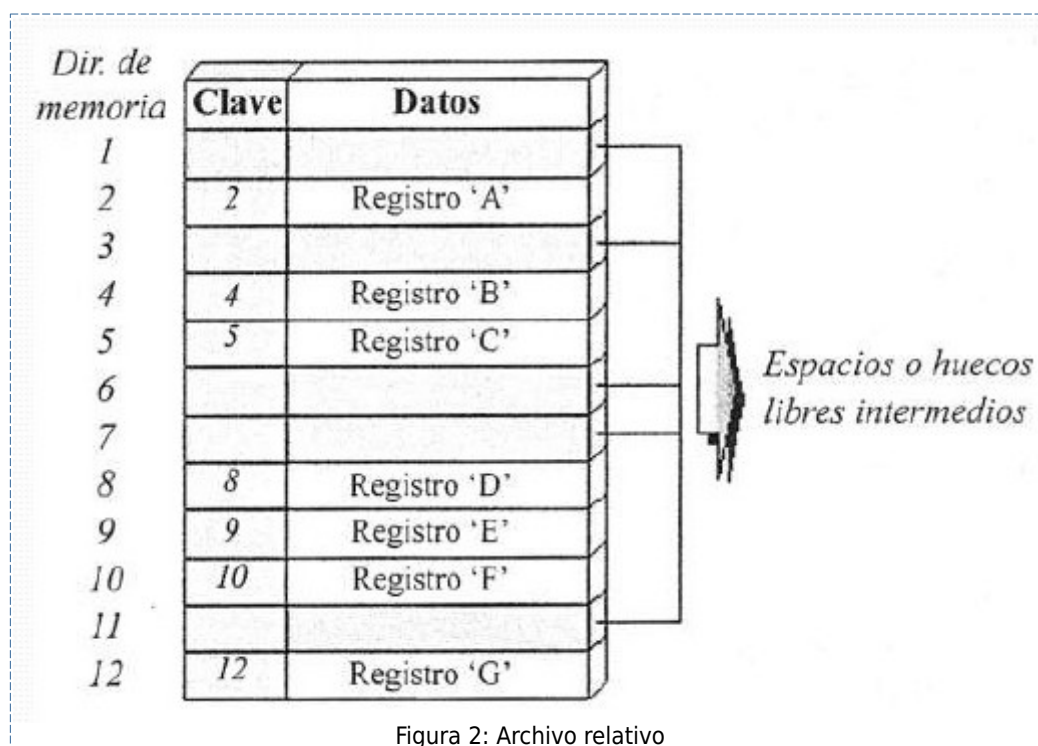 Dir. de
memoria
Clave Datos
1
2 2 Registro ‘A’
3
4 4 Registro ‘B’
5 5 Registro ‘C’
6
7
8 8 Registro ‘D’
9 9 Registro ‘E’
10 10 Registro ‘F’
11
12 12 Registro ‘G’
Espacios o huecos
libres intermedios
Figura 2: Archivo relativo